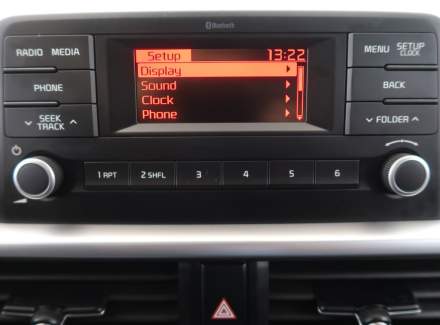 Bluetooth
RADIO MEDIA
PHONE
SEEK
TRACK
Setup 13:22
Display
Sound
Clock
Phone
MENU SETUP
CLOCK
BACK
FOLDER
1 RPT 2 SHFL 3 4 5 6